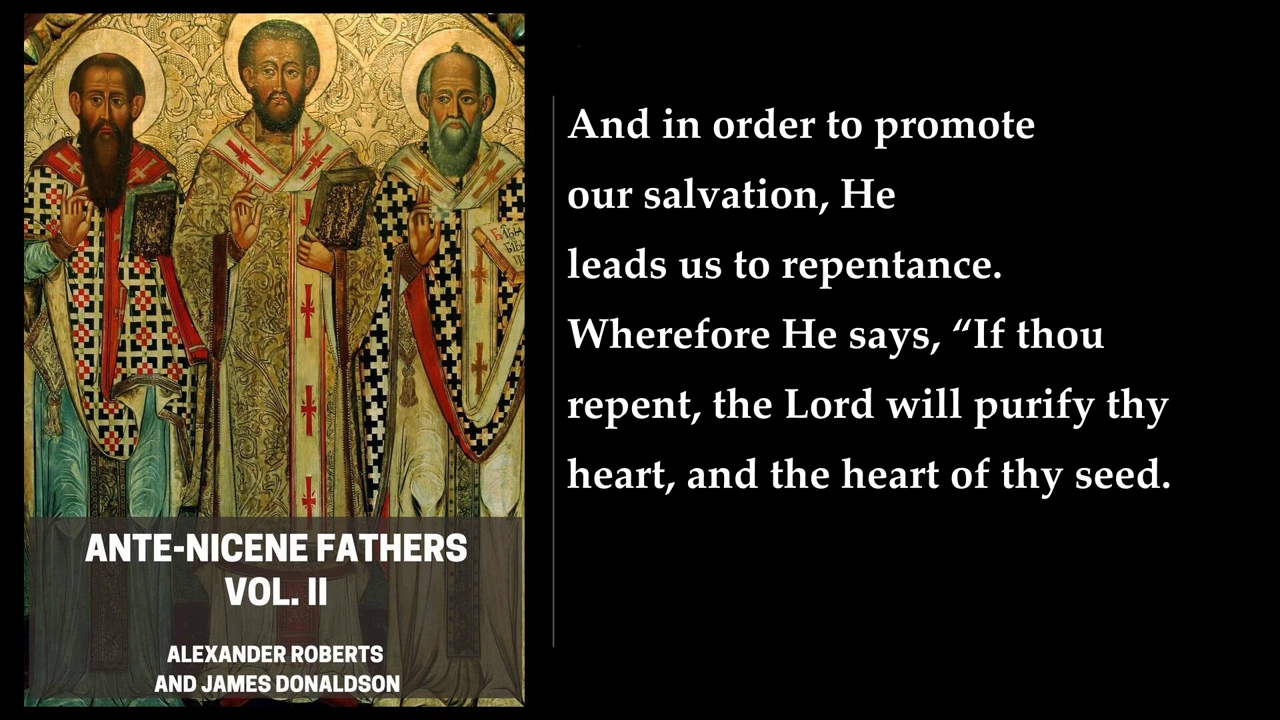 ANTE-NICENE FATHERS
VOL. II
ALEXANDER ROBERTS
AND JAMES DONALDSON
And in order to promote
our salvation, He
leads us to repentance.
Wherefore He says, “If thou
repent, the Lord will purify thy
heart, and the heart of thy seed.